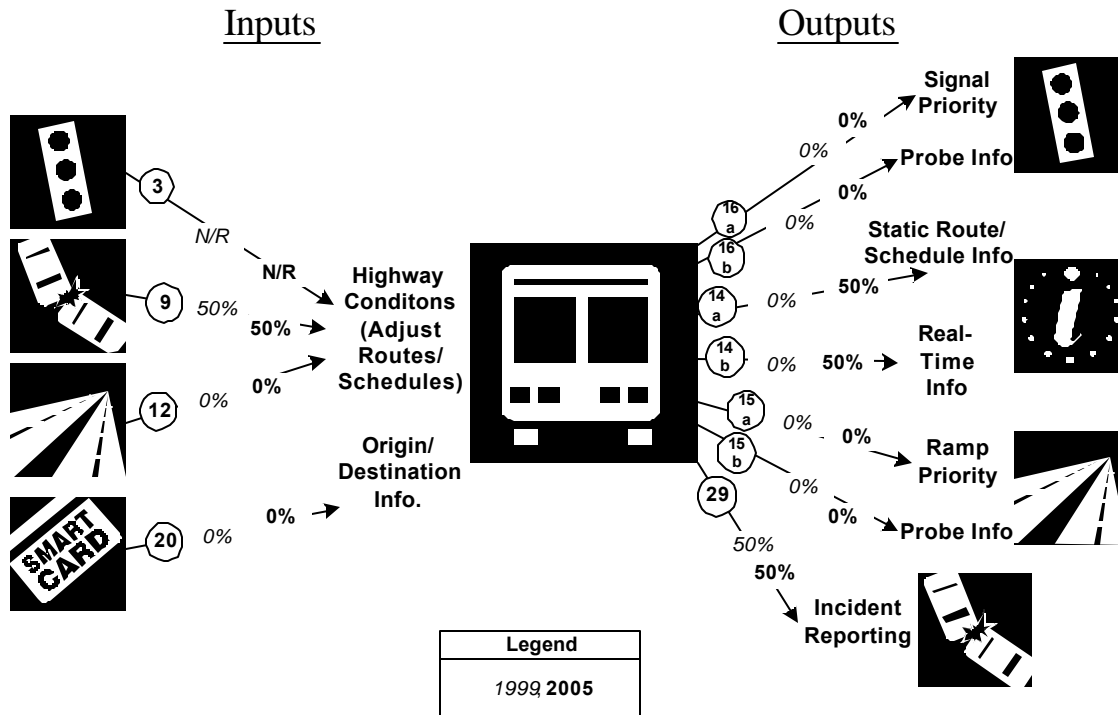 Inputs
Outputs
3
N/R
N/R
9
50%
50%
12
0%
0%
20
0%
0%
SMART
CARD
Highway
Conditons
(Adjust
Routes/
Schedules)
Origin/
Destination
Info.
16
a
0%
0%
Signal
Priority
16
b
0%
0%
Probe Info
14
a
0%
50%
Static Route/
Schedule Info
14
b
0%
50%
Real-
Time
Info
15
a
0%
0%
Ramp
Priority
15
b
0%
0%
Probe Info
29
50%
50%
Incident
Reporting
Legend
1999, 2005